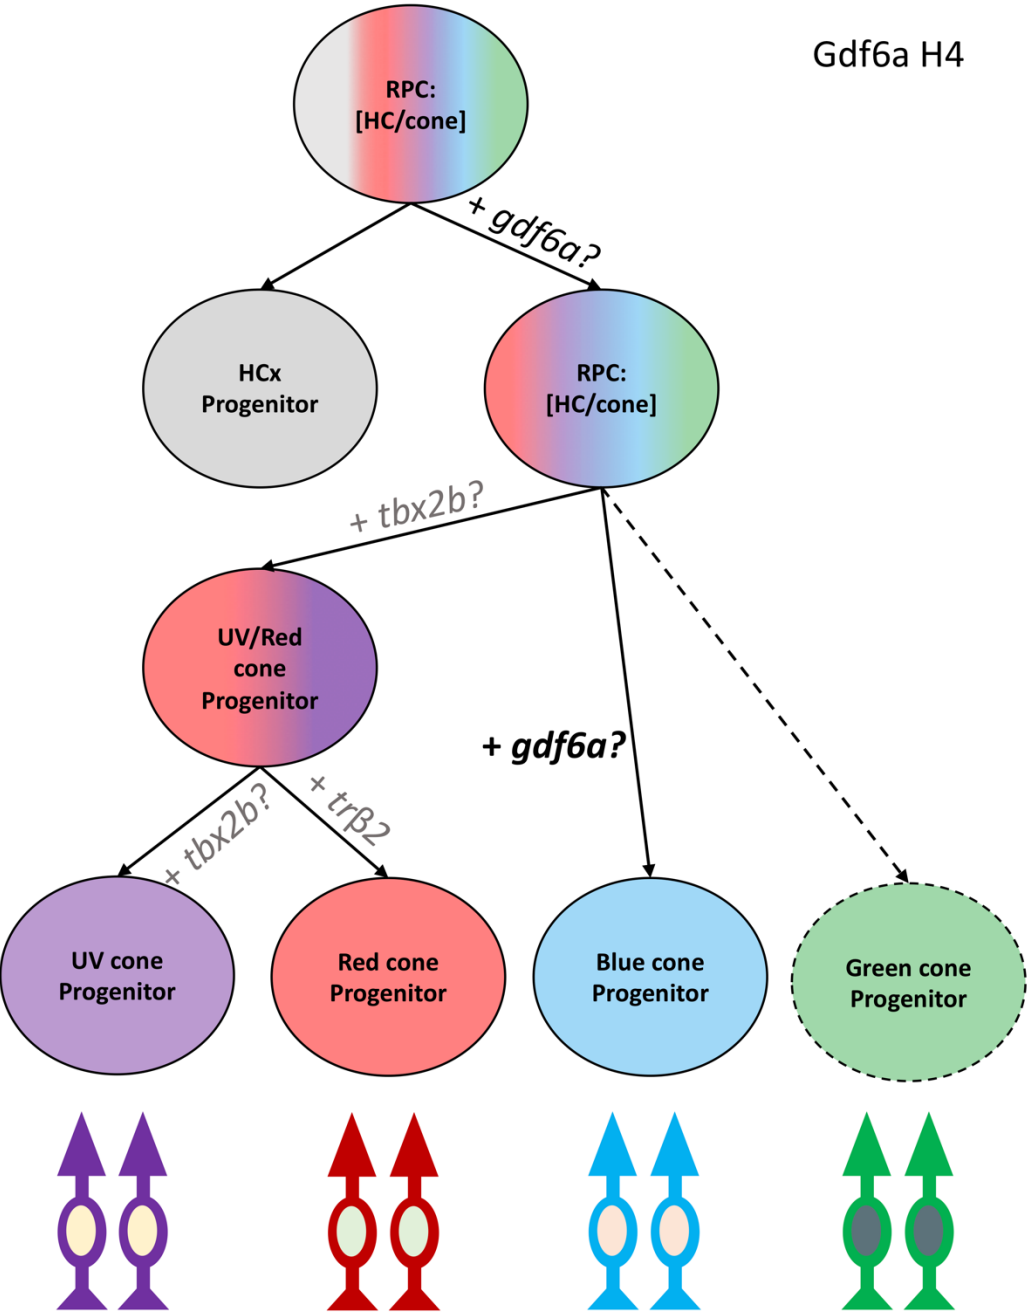 Gdf6a H4
RPC:
[HC/cone]
+ gdf6a?
HCx
Progenitor
RPC:
[HC/cone]
+ tbx2b?
UV/Red
cone
Progenitor
+ gdf6a?
+ tbx2b?
+ trβ2
UV cone
Progenitor
Red cone
Progenitor
Blue cone
Progenitor
Green cone
Progenitor